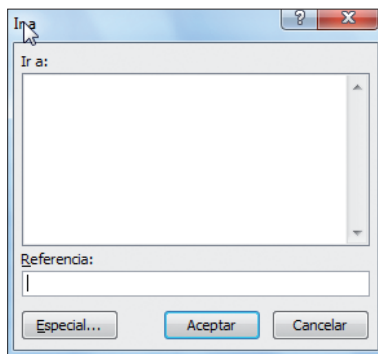 Ir a
Ir a:
Referencia:
Especial...
Aceptar
Cancelar